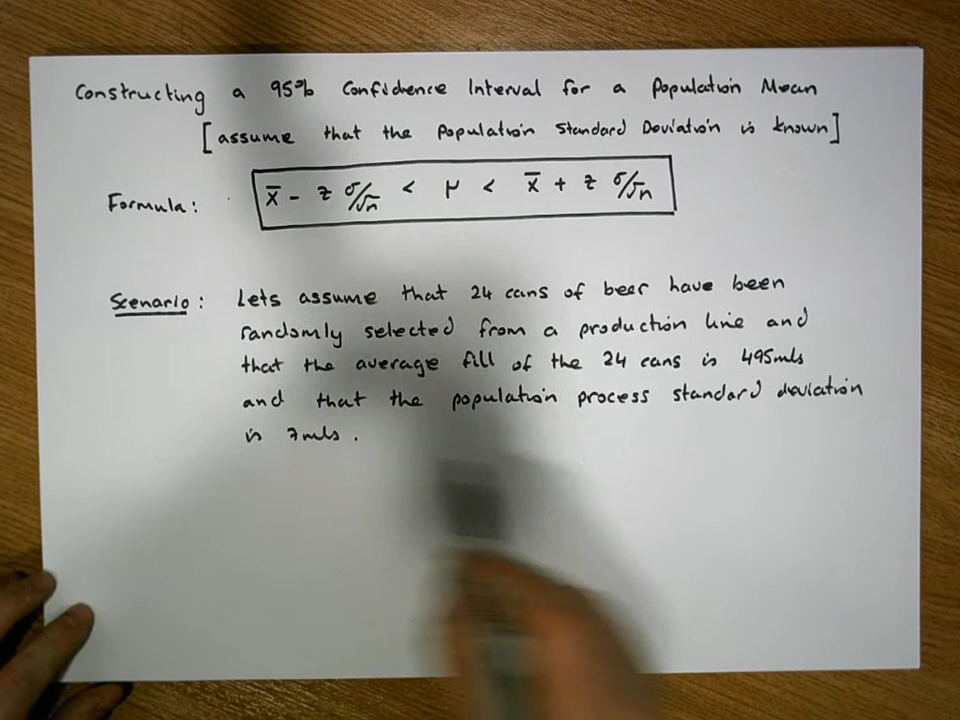 Constructing a 95% Confidence Interval for a Population Mean
[assume that the Population Standard Deviation is known]
Formula: x̄ - z σ/√n < μ < x̄ + z σ/√n
Scenario: Lets assume that 24 cans of beer have been
randomly selected from a production line and
that the average fill of the 24 cans is 495mls
and that the population process standard deviation
is 7mls.